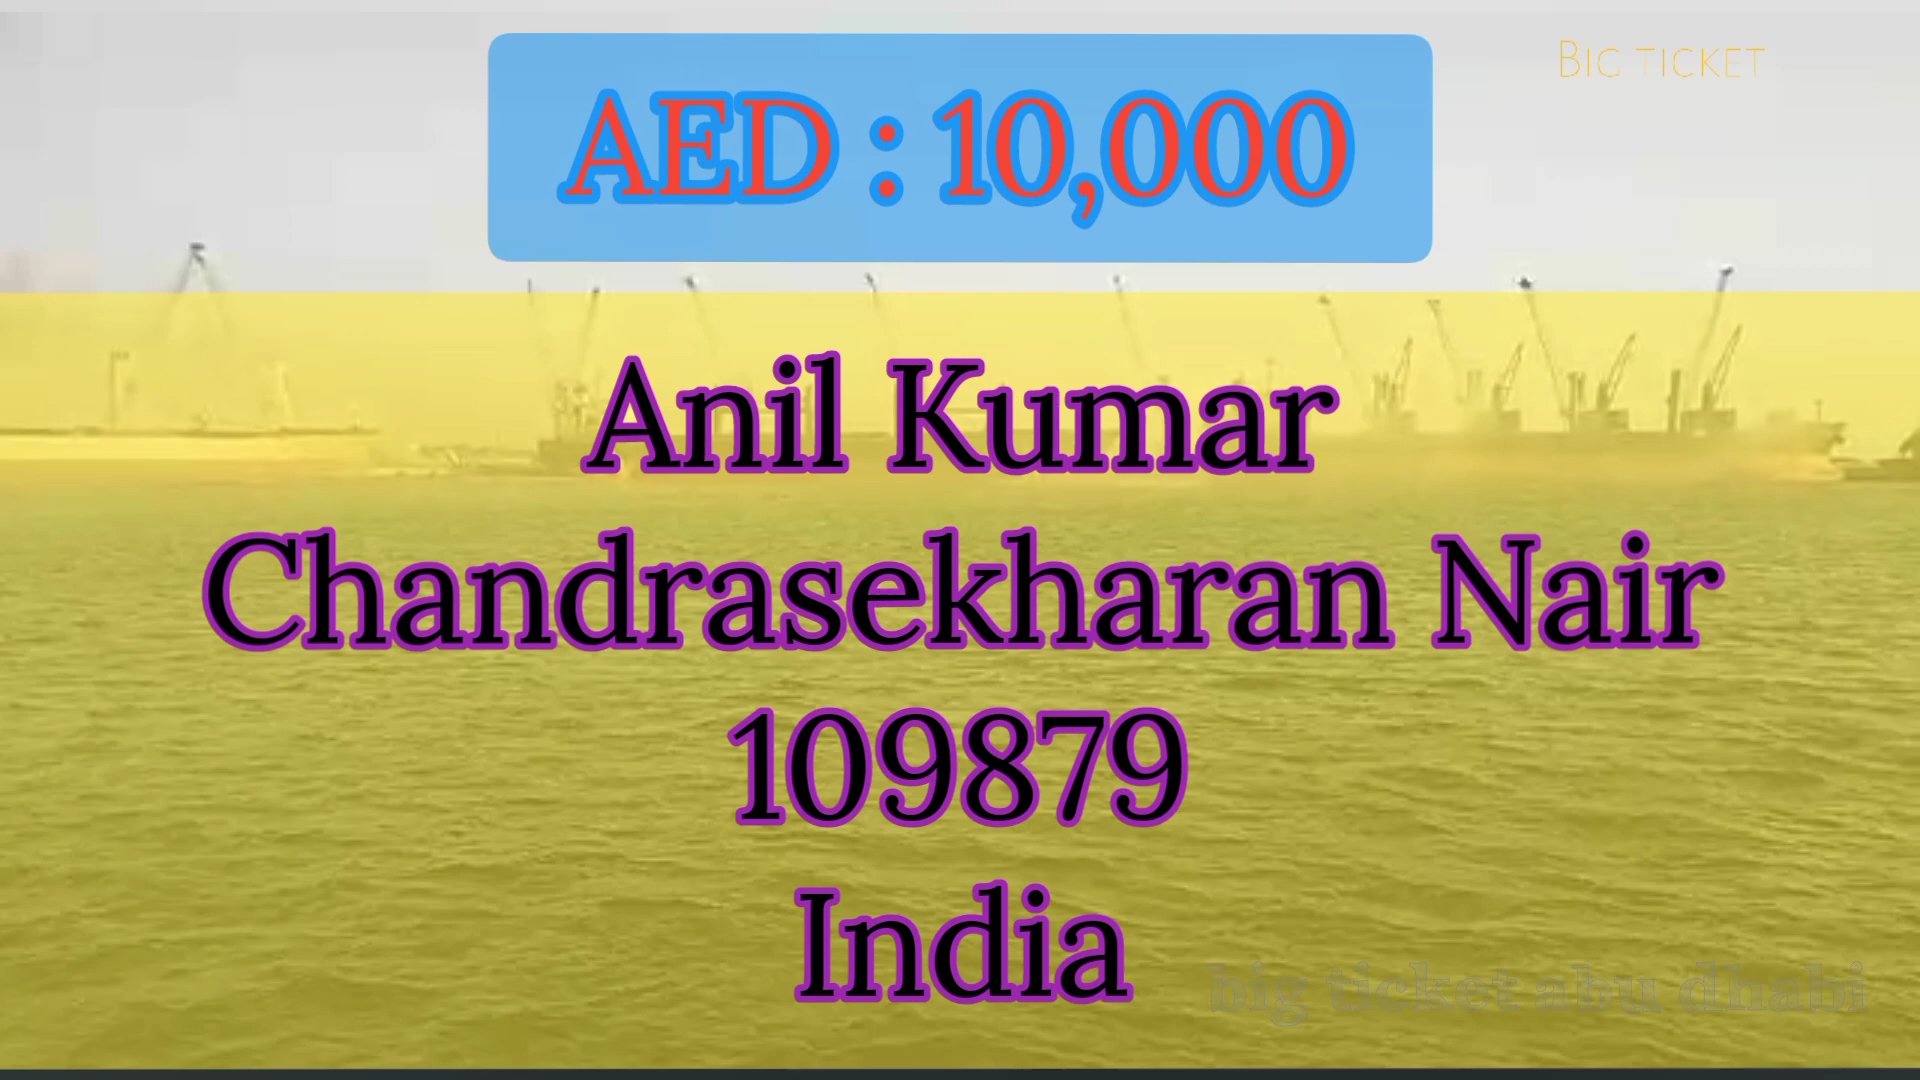 BIG TICKET
AED : 10,000
Anil Kumar
Chandrasekharan Nair
109879
India
big ticket abu dhabi